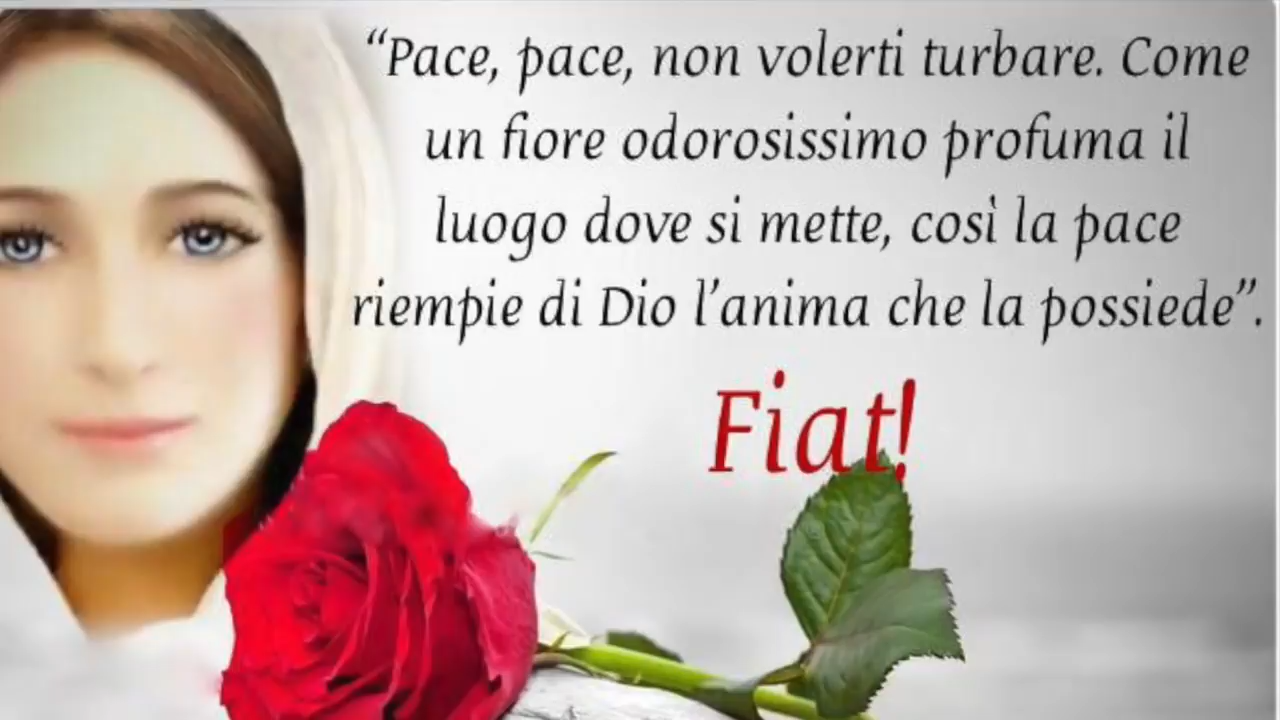 “Pace, pace, non volerti turbare. Come
un fiore odorosissimo profuma il
luogo dove si mette, così la pace
riempie di Dio l’anima che la possiede”.
Fiat!